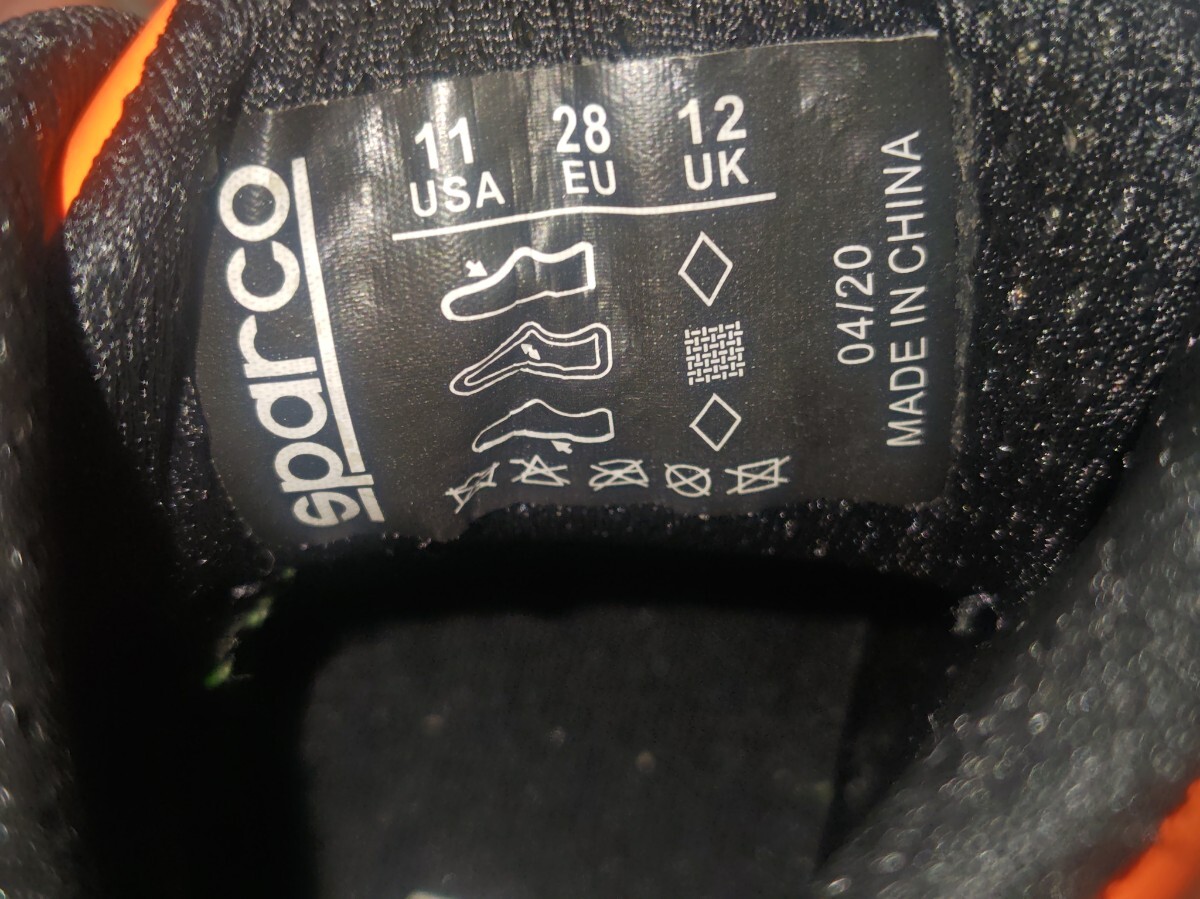 sparco
11 28 12
USA EU UK
04/20
MADE IN CHINA